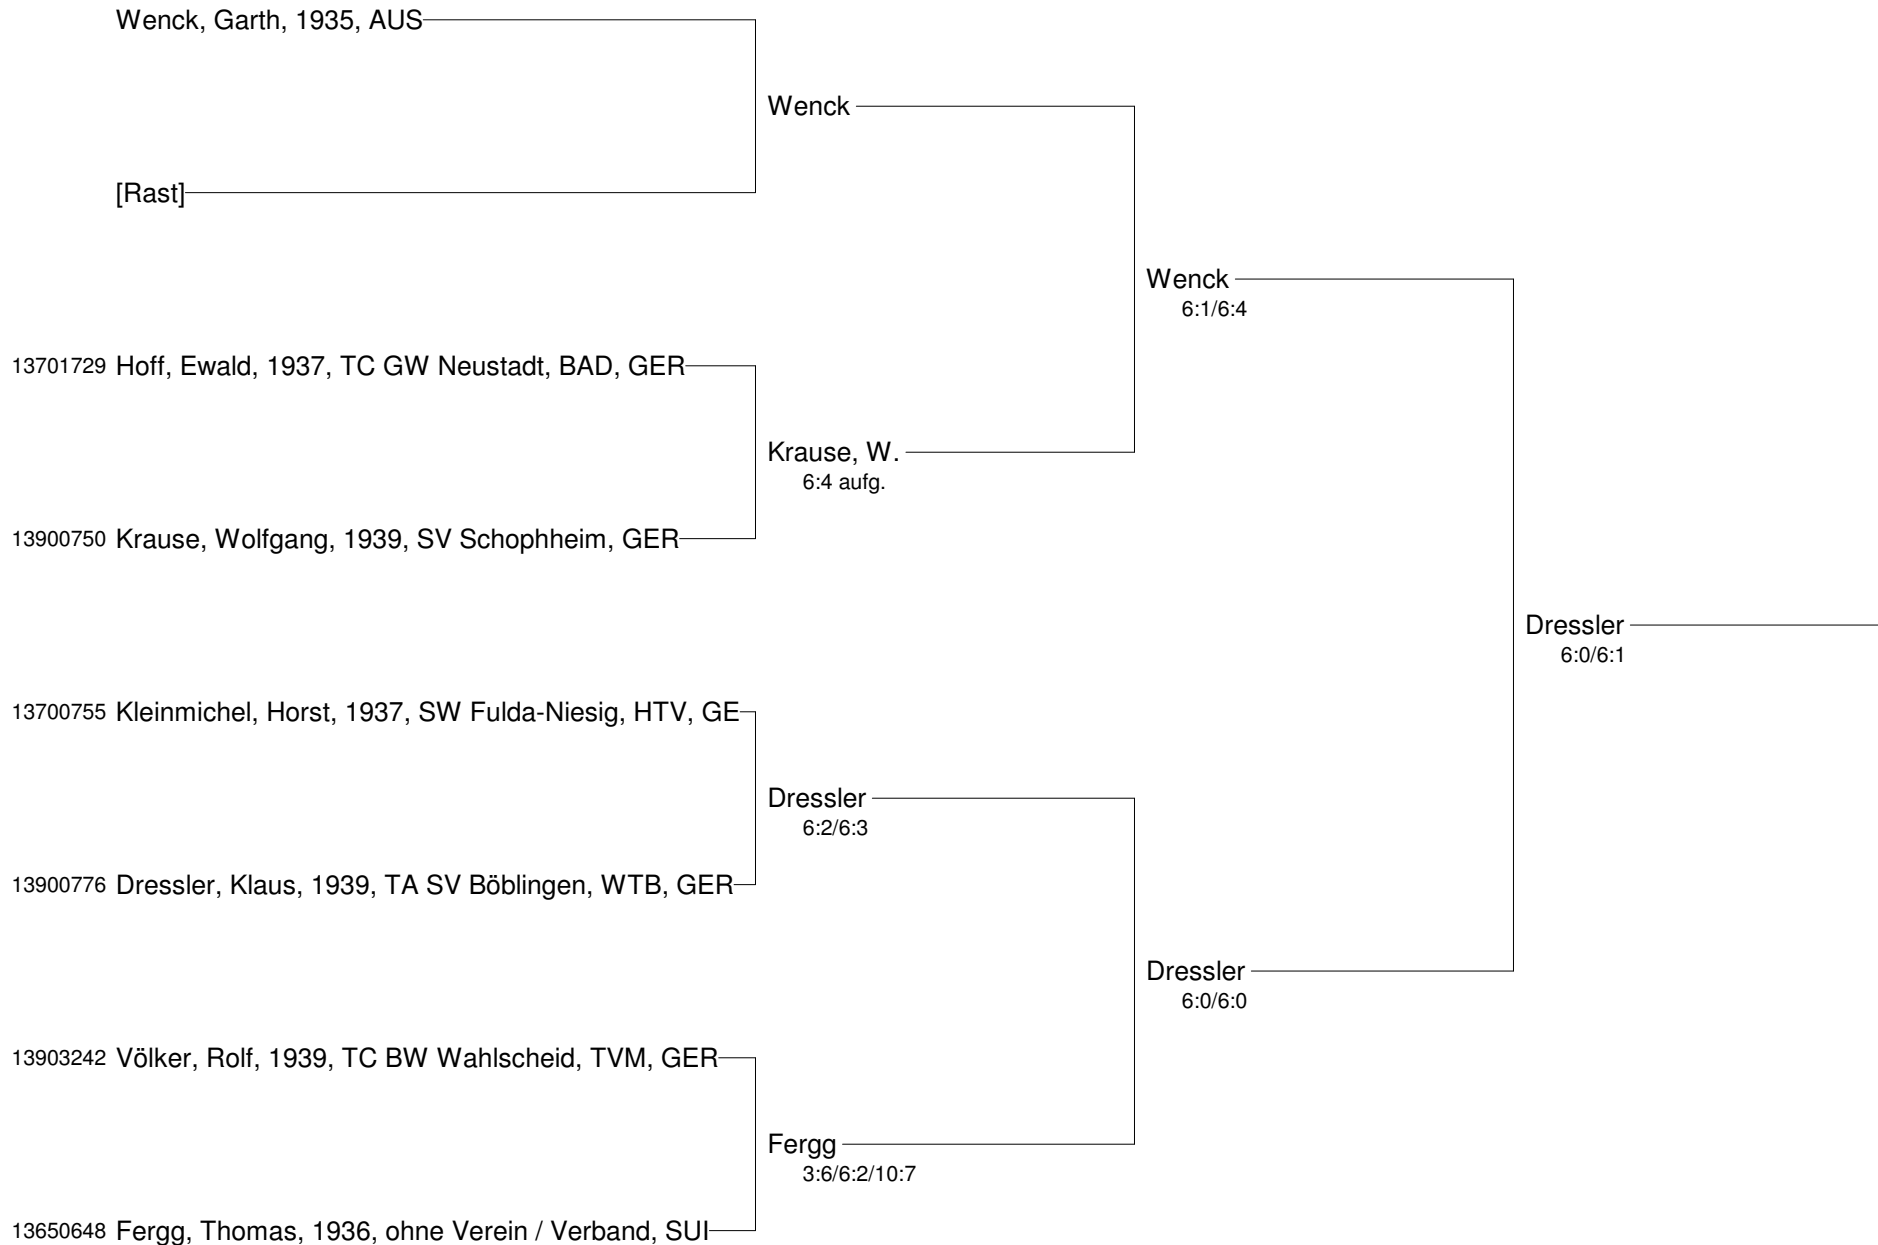 Wenck, Garth, 1935, AUS
Wenck
[Rast]
Wenck
6:1/6:4
13701729 Hoff, Ewald, 1937, TC GW Neustadt, BAD, GER
Krause, W.
6:4 aufg.
13900750 Krause, Wolfgang, 1939, SV Schophheim, GER
Dressler
6:0/6:1
13700755 Kleinmichel, Horst, 1937, SW Fulda-Niesig, HTV, GE
Dressler
6:2/6:3
13900776 Dressler, Klaus, 1939, TA SV Böblingen, WTB, GER
Dressler
6:0/6:0
13903242 Völker, Rolf, 1939, TC BW Wahlscheid, TVM, GER
Fergg
3:6/6:2/10:7
13650648 Fergg, Thomas, 1936, ohne Verein / Verband, SUI